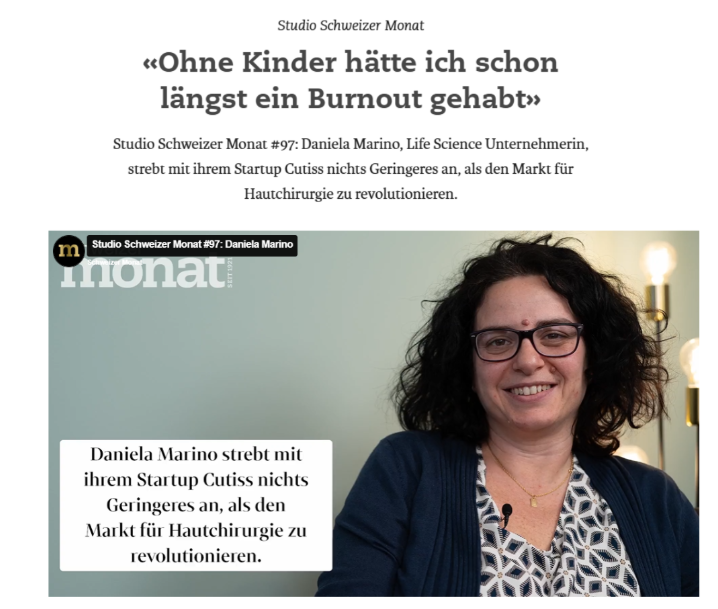 Studio Schweizer Monat
«Ohne Kinder hätte ich schon
längst ein Burnout gehabt»
Studio Schweizer Monat #97: Daniela Marino, Life Science Unternehmerin,
strebt mit ihrem Startup Cutiss nichts Geringeres an, als den Markt für
Hautchirurgie zu revolutionieren.
m
Studio Schweizer Monat #97: Daniela Marino
monat
Daniela Marino strebt mit
ihrem Startup Cutiss nichts
Geringeres an, als den
Markt für Hautchirurgie zu
revolutionieren.